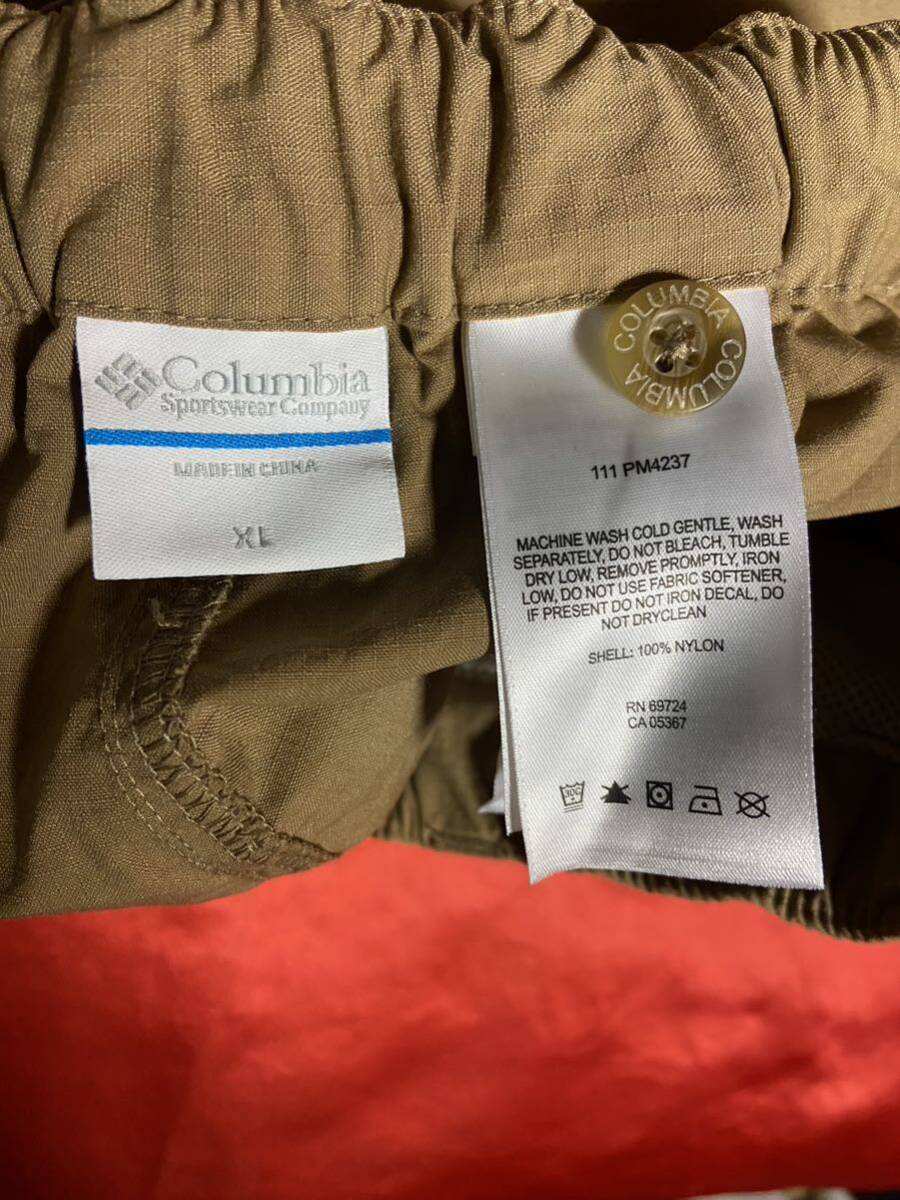 Columbia
Sportswear Company
MADE IN CHINA
XL
COLUMBIA COLUMBIA
111 PM4237
MACHINE WASH COLD GENTLE, WASH
SEPARATELY, DO NOT BLEACH, TUMBLE
DRY LOW, REMOVE PROMPTLY, IRON
LOW, DO NOT USE FABRIC SOFTENER,
IF PRESENT DO NOT IRON DECAL, DO
NOT DRYCLEAN
SHELL: 100% NYLON
RN 69724
CA 05367
30C